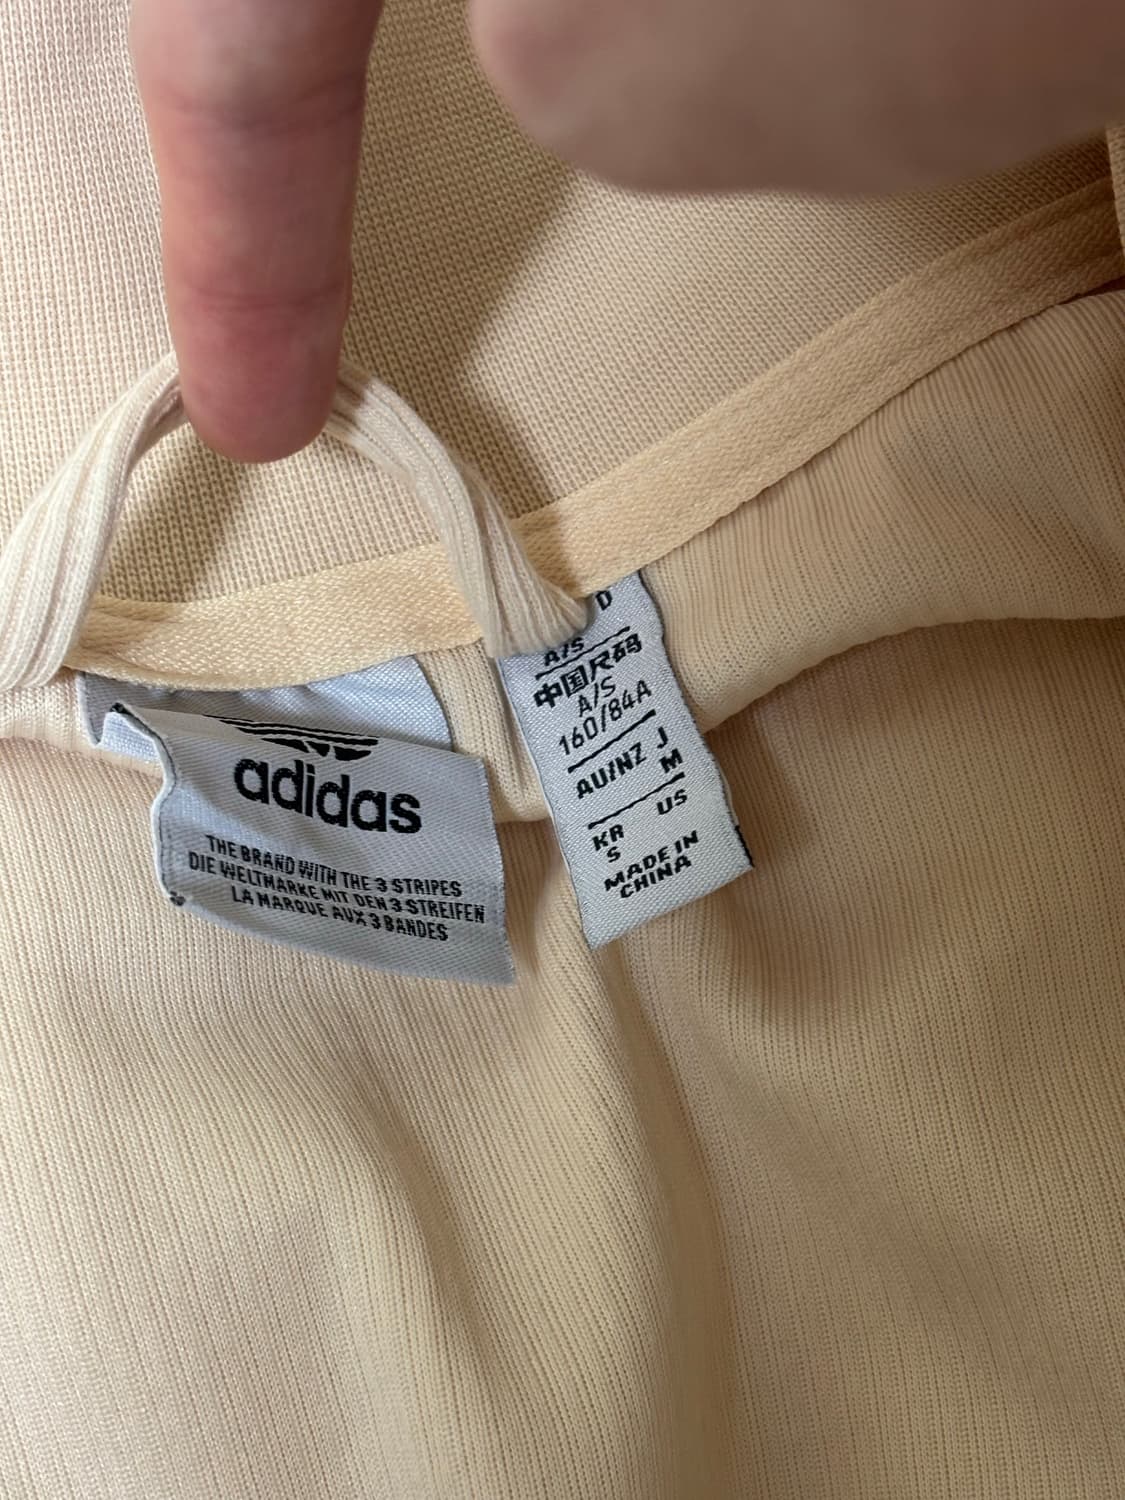 adidas
THE BRAND WITH THE 3 STRIPES
DIE WELTMARKE MIT DEN 3 STREIFEN
LA MARQUE AUX 3 BANDES
D
A/S
中国尺码
A/S
160/84A
AU/NZ J
M
KR US
S
MADE IN
CHINA